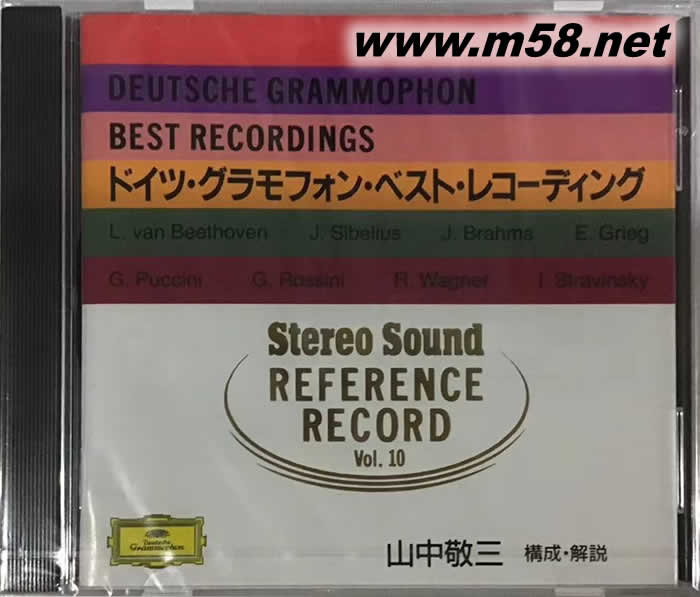 www.m58.net
DEUTSCHE GRAMMOPHON
BEST RECORDINGS
ドイツ・グラモフォン・ベスト・レコーディング
L. van Beethoven J. Sibelius J. Brahms E. Grieg
G. Puccini G. Rossini R. Wagner I. Stravinsky
Stereo Sound
REFERENCE
RECORD
Vol. 10
Deutsche
Grammophon
山中敬三 構成・解説